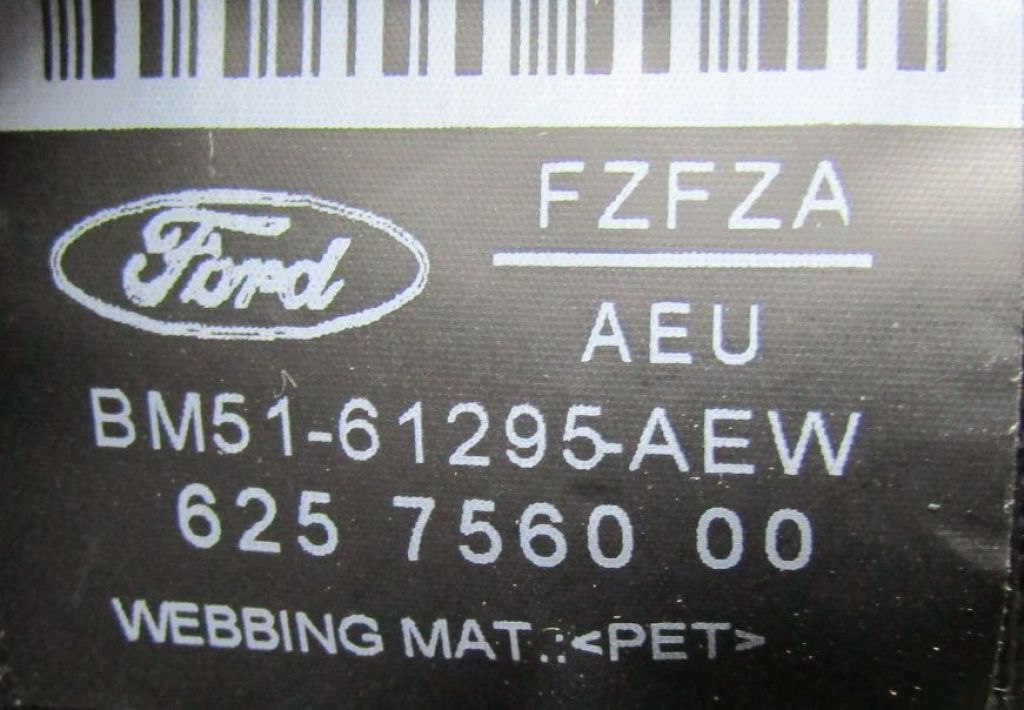 Ford
FZFZA
AEU
BM51-61295-AEW
625 7560 00
WEBBING MAT.:<PET>